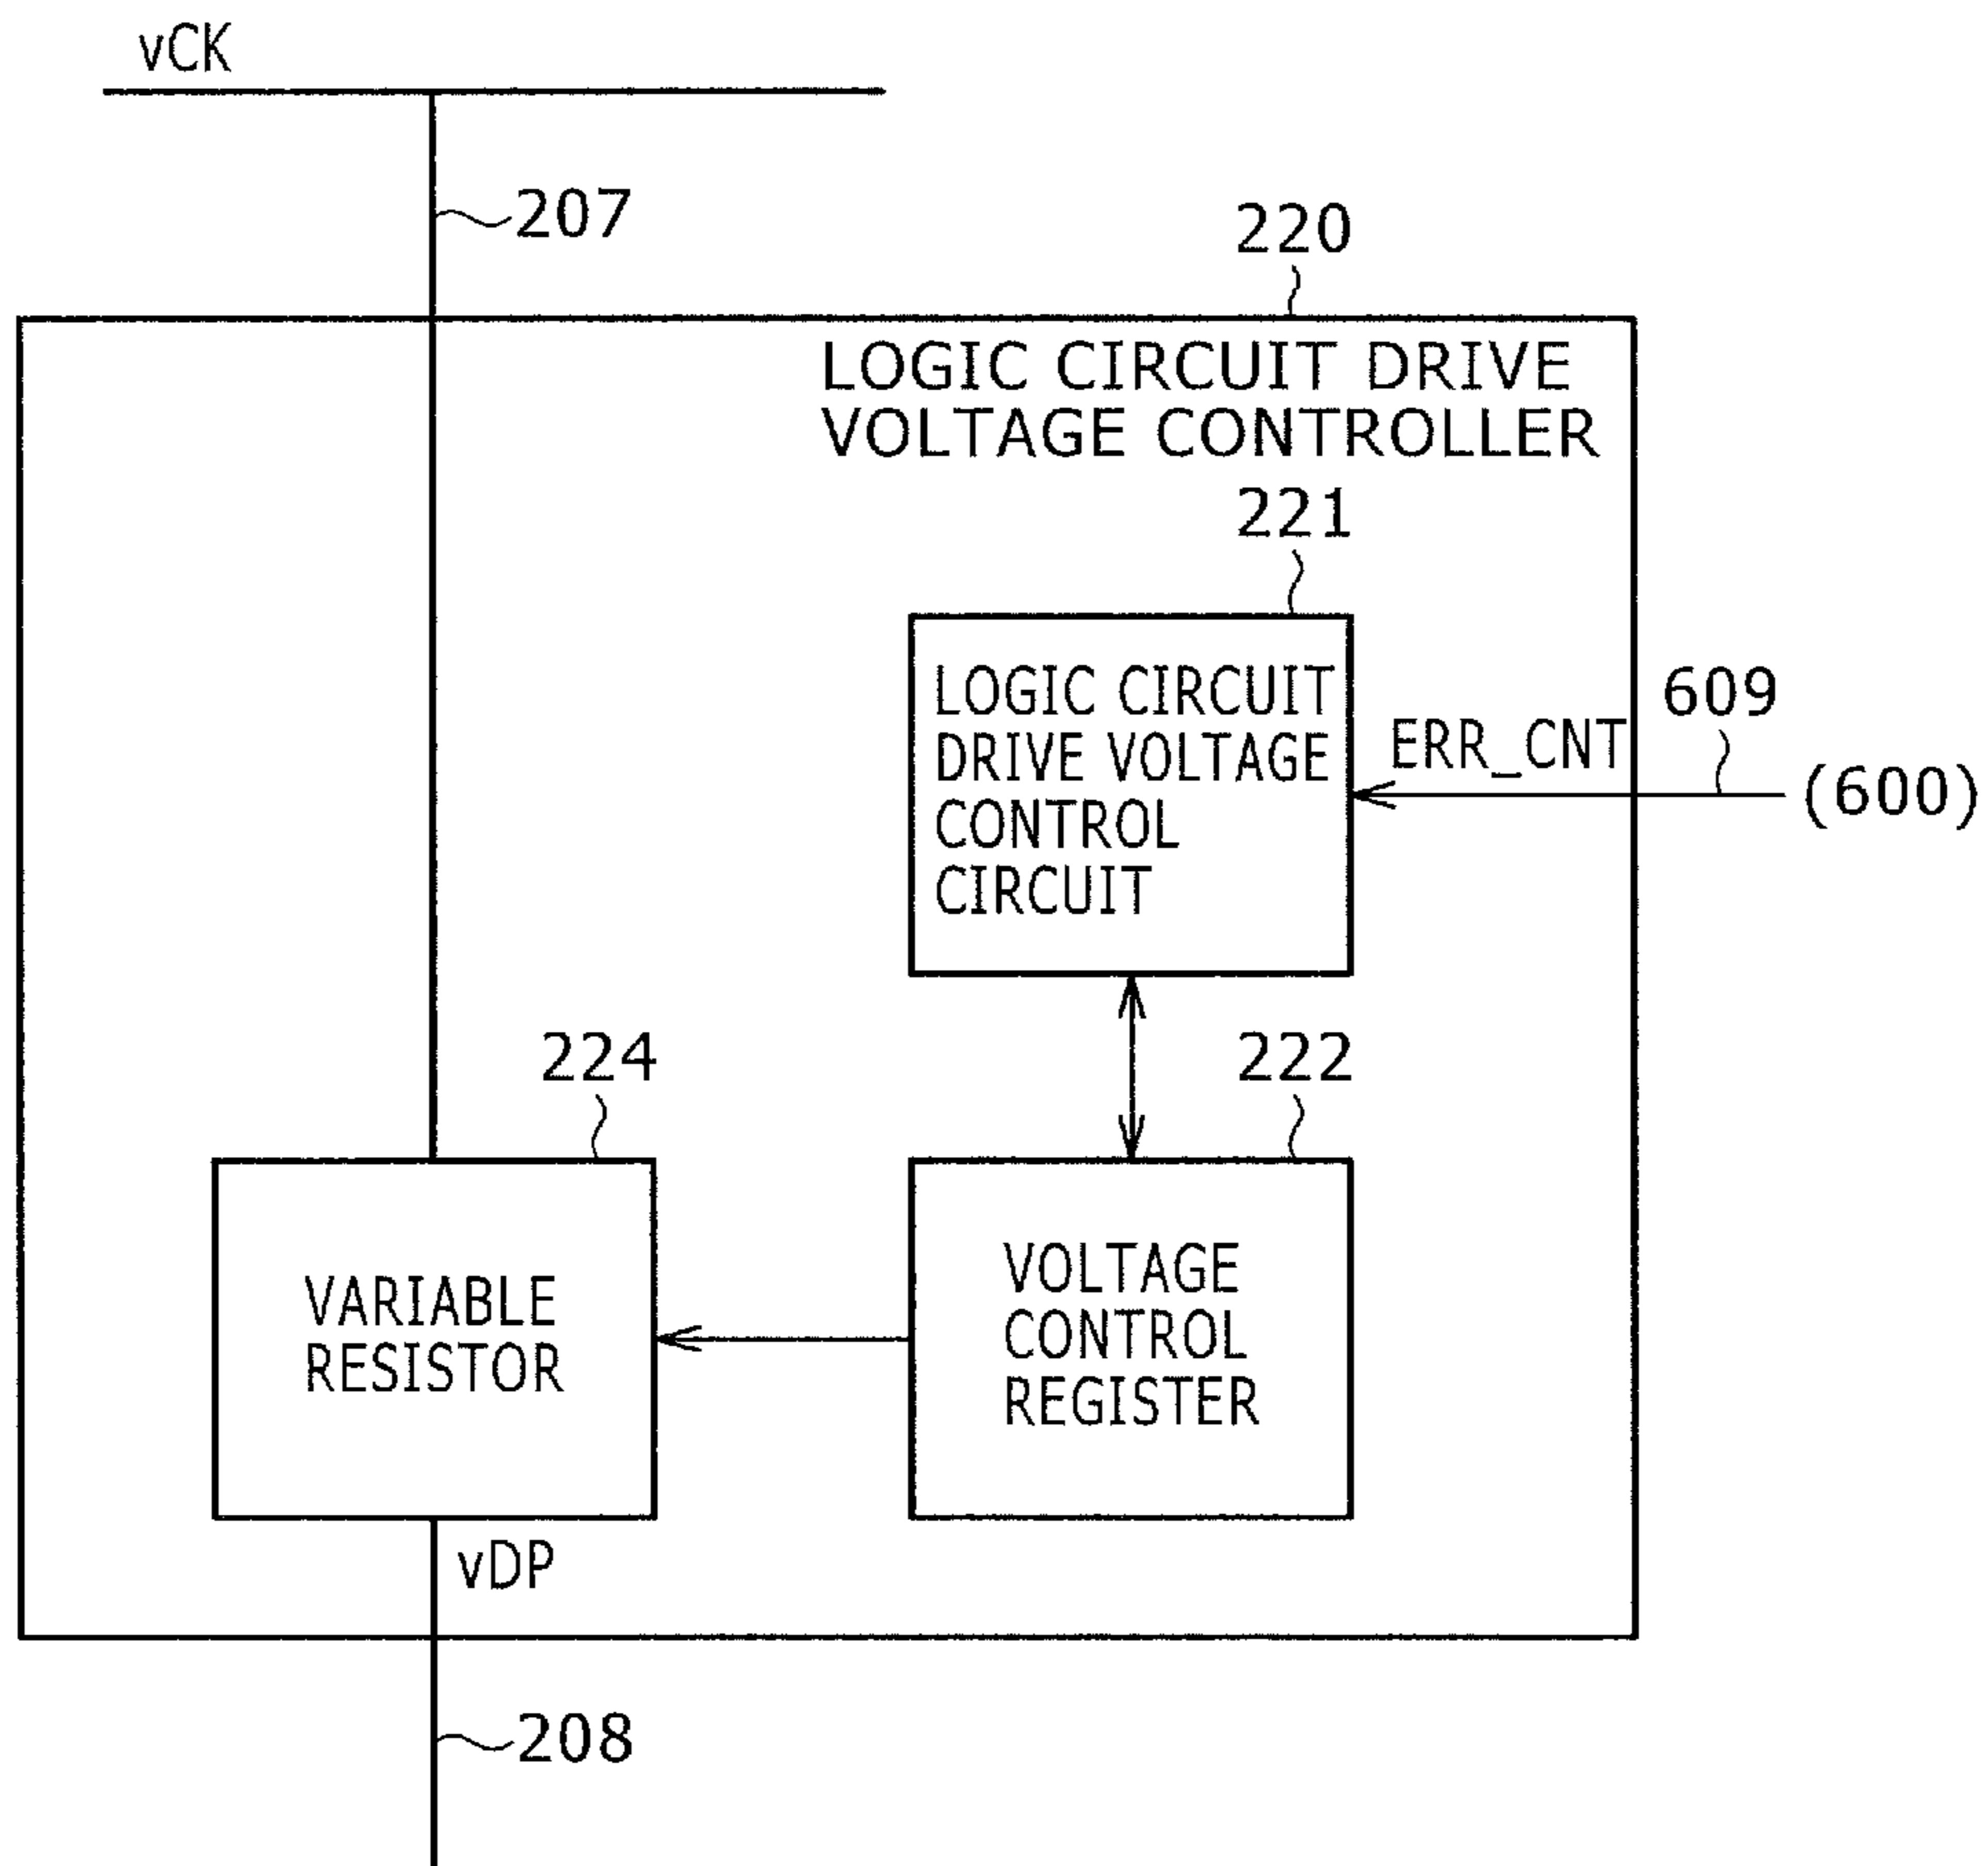 vCK
207
220
LOGIC CIRCUIT DRIVE
VOLTAGE CONTROLLER
221
LOGIC CIRCUIT
DRIVE VOLTAGE
CONTROL
CIRCUIT
609
ERR_CNT
(600)
224
222
VARIABLE
RESISTOR
VOLTAGE
CONTROL
REGISTER
vDP
208